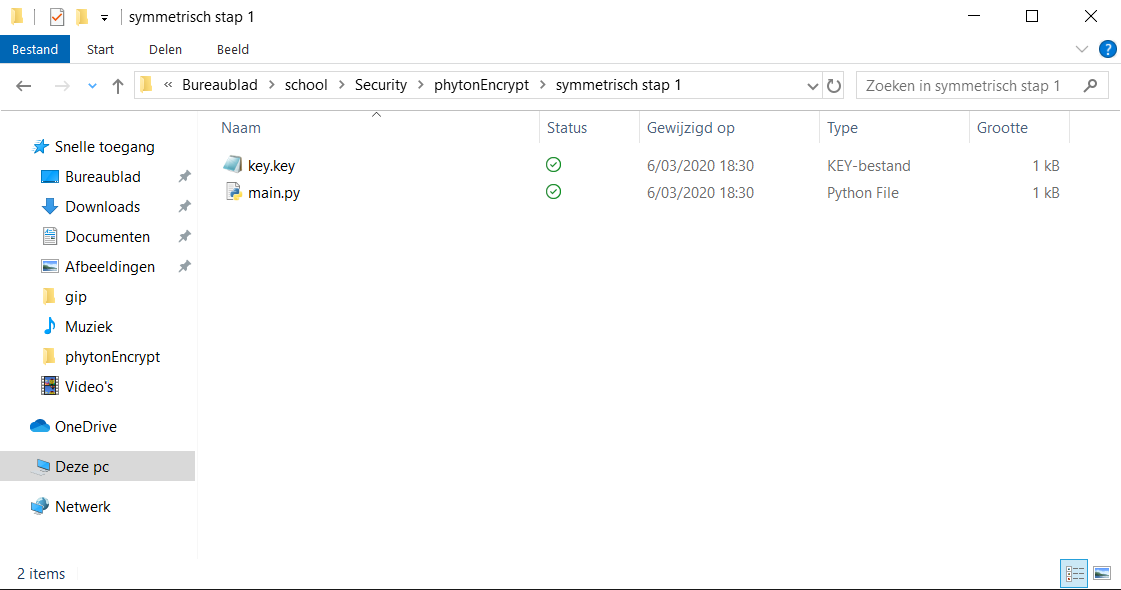 symmetrisch stap 1
Bestand Start Delen Beeld
« Bureaublad > school > Security > phytonEncrypt > symmetrisch stap 1 Zoeken in symmetrisch stap 1
Naam Status Gewijzigd op Type Grootte
Snelle toegang
key.key 6/03/2020 18:30 KEY-bestand 1 kB
Bureaublad
main.py 6/03/2020 18:30 Python File 1 kB
Downloads
Documenten
Afbeeldingen
gip
Muziek
phytonEncrypt
Video's
OneDrive
Deze pc
Netwerk
2 items